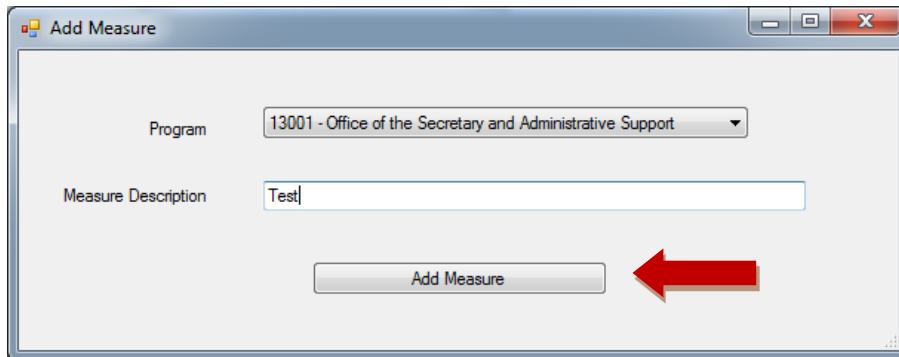 Add Measure
Program
13001 - Office of the Secretary and Administrative Support
Measure Description
Test
Add Measure